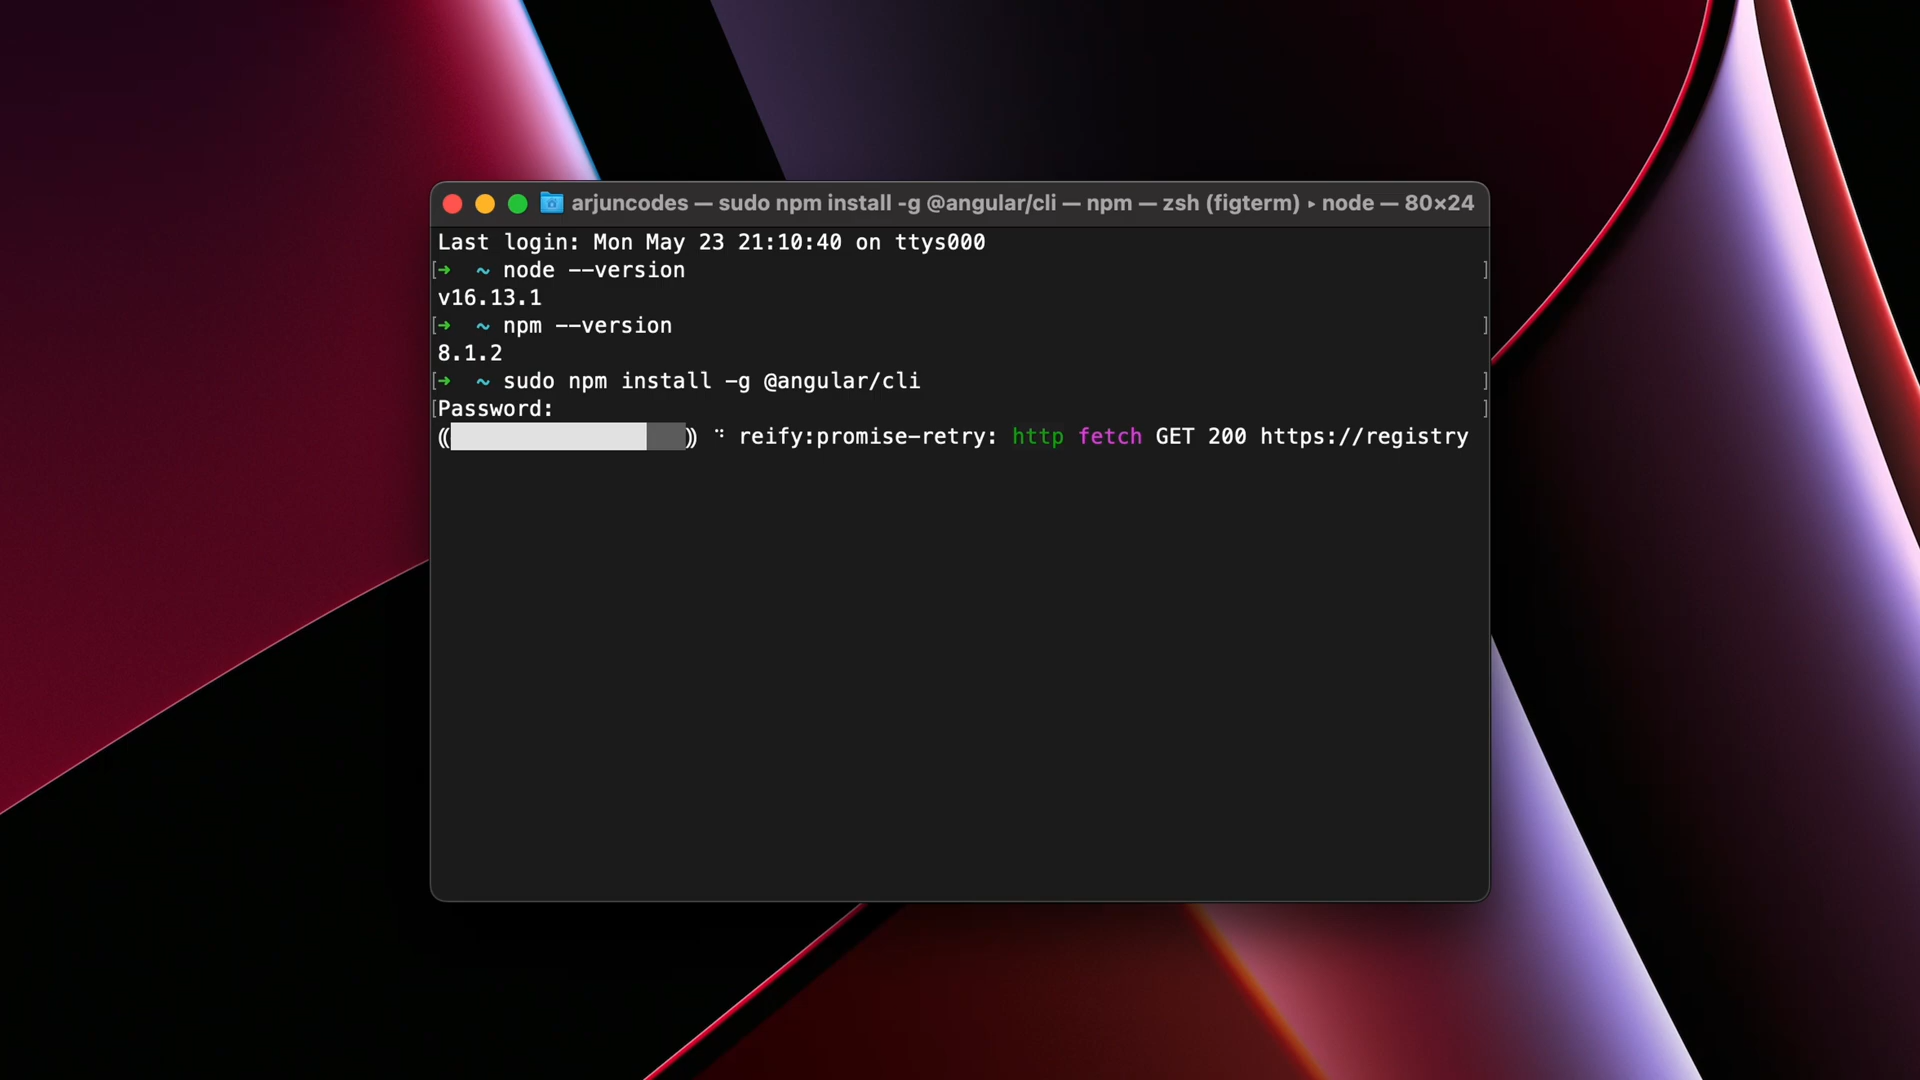 arjuncodes — sudo npm install -g @angular/cli — npm — zsh (figterm) ▸ node — 80×24
Last login: Mon May 23 21:10:40 on ttys000
[➜  ~ node --version ]
v16.13.1
[➜  ~ npm --version ]
8.1.2
[➜  ~ sudo npm install -g @angular/cli ]
[Password: ]
(██████████████████) ⠙ reify:promise-retry: http fetch GET 200 https://registry